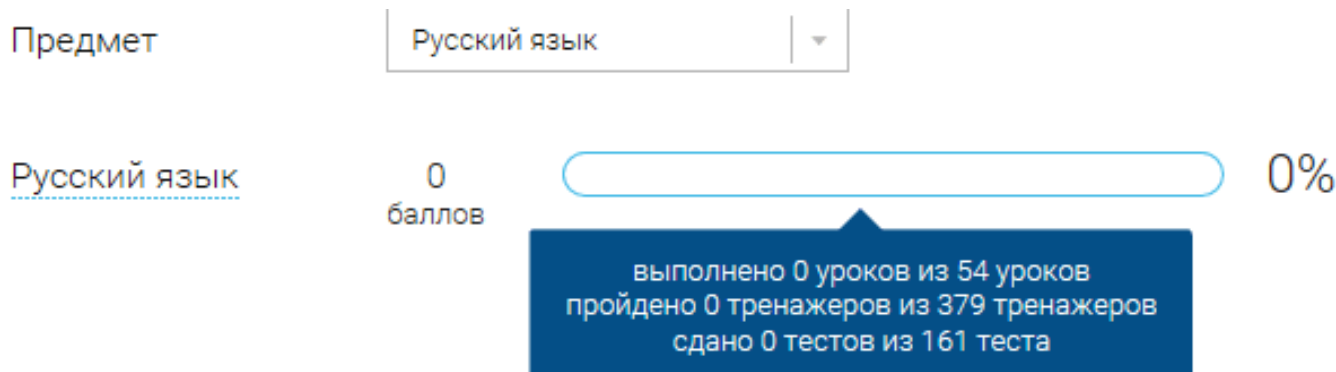 Предмет
Русский язык
Русский язык
0
баллов
0%
выполнено 0 уроков из 54 уроков
пройдено 0 тренажеров из 379 тренажеров
сдано 0 тестов из 161 теста